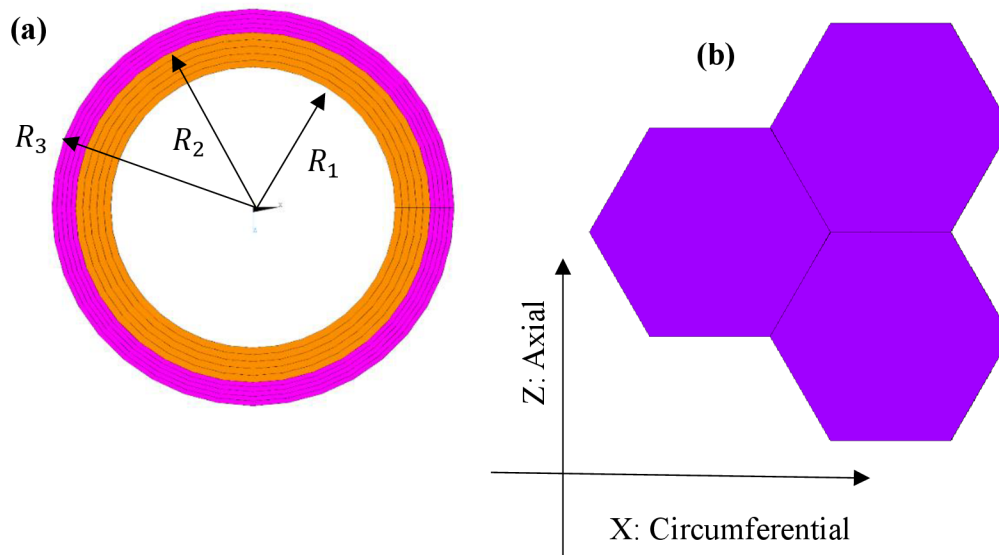 (a)
(b)
R₃
R₂
R₁
x
Z: Axial
X: Circumferential